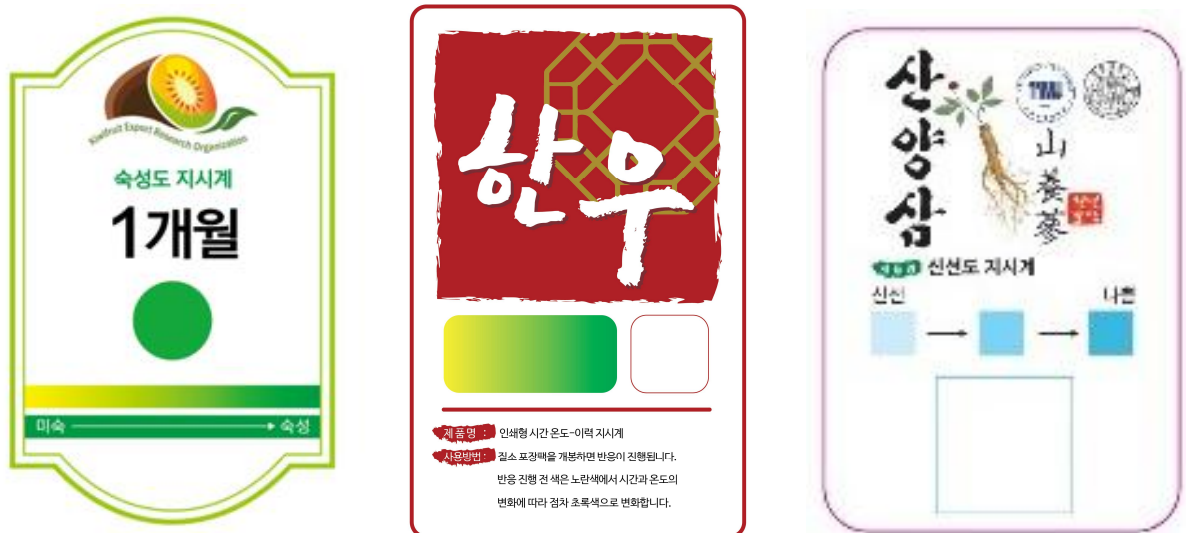 Kiwifruit Export Research Organization
숙성도 지시계
1개월
미숙
숙성
한우
제품명 :
인쇄형 시간 온도-이력 지시계
사용방법 :
질소 포장팩을 개봉하면 반응이 진행됩니다.
반응 진행 전 색은 노란색에서 시간과 온도의
변화에 따라 점차 초록색으로 변화합니다.
산양삼
山養蔘
신선도 지시계
신선
나쁨